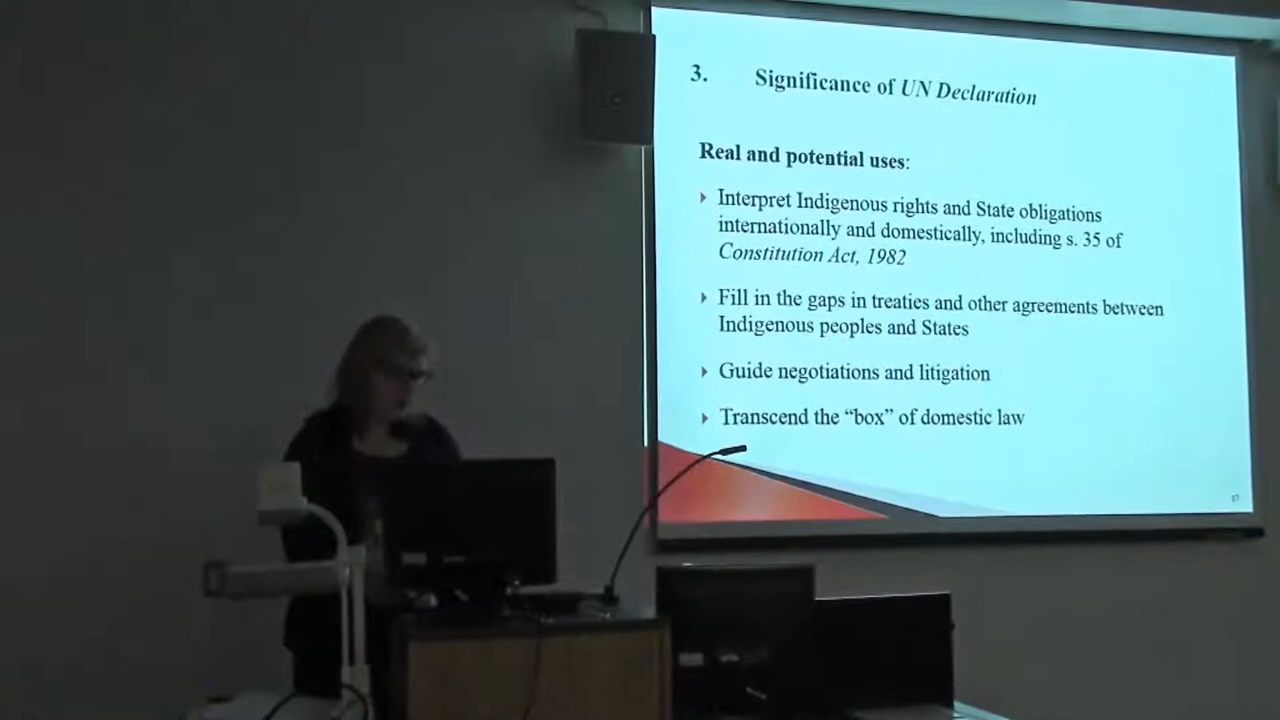 3. Significance of UN Declaration
Real and potential uses:
Interpret Indigenous rights and State obligations
internationally and domestically, including s. 35 of
Constitution Act, 1982
Fill in the gaps in treaties and other agreements between
Indigenous peoples and States
Guide negotiations and litigation
Transcend the “box” of domestic law